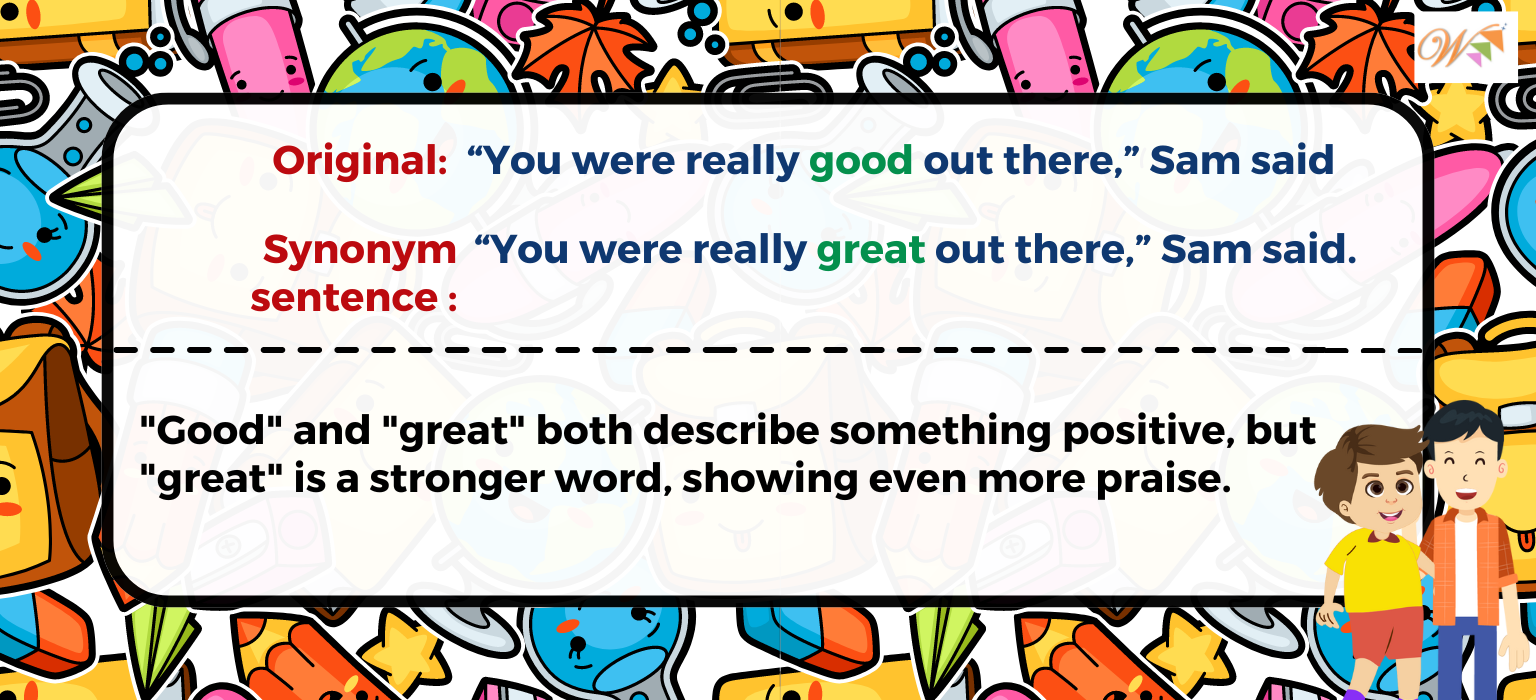 Original: “You were really good out there,” Sam said
Synonym “You were really great out there,” Sam said.
sentence :
"Good" and "great" both describe something positive, but
"great" is a stronger word, showing even more praise.
W